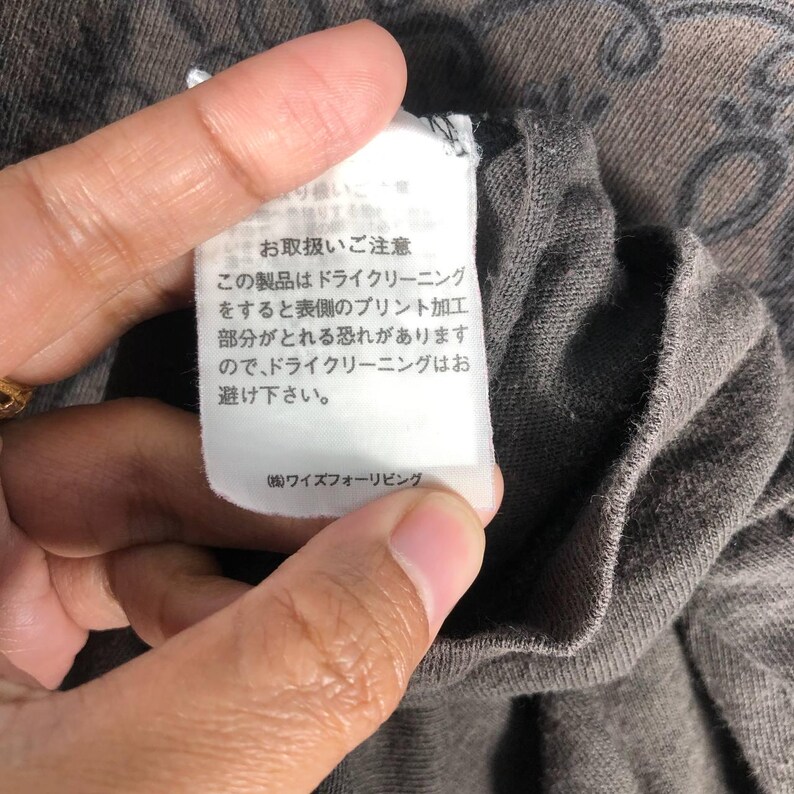 お取扱いご注意
この製品はドライクリーニング
をすると表側のプリント加工
部分がとれる恐れがあります
ので、ドライクリーニングはお
避け下さい。
㈱ワイズフォーリビング